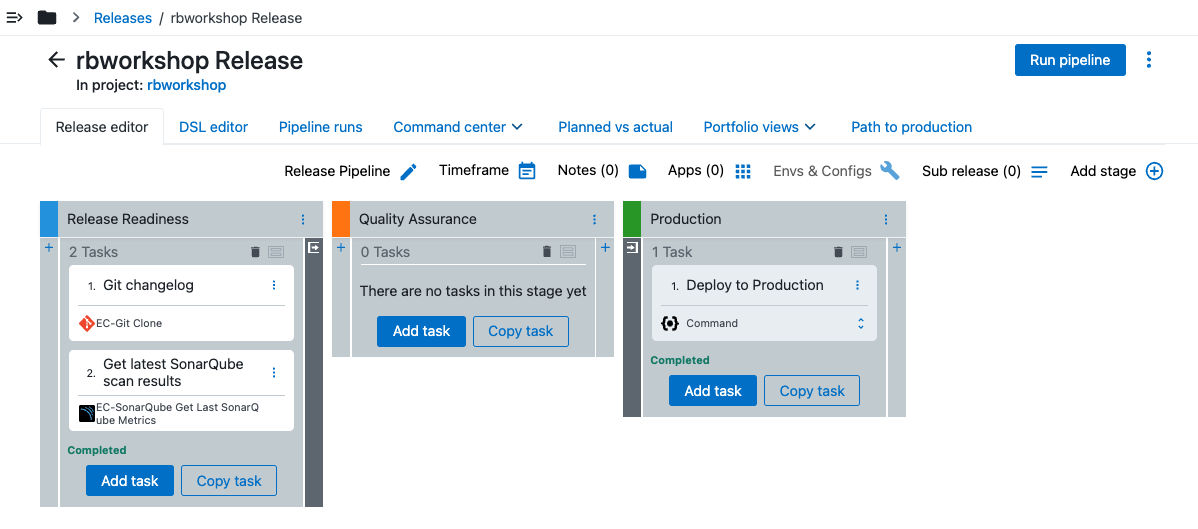 Releases / rbworkshop Release
rbworkshop Release
Run pipeline
In project: rbworkshop
Release editor
DSL editor
Pipeline runs
Command center
Planned vs actual
Portfolio views
Path to production
Release Pipeline
Timeframe
Notes (0)
Apps (0)
Envs & Configs
Sub release (0)
Add stage
Release Readiness
2 Tasks
1. Git changelog
EC-Git Clone
2. Get latest SonarQube
scan results
EC-SonarQube Get Last SonarQ
ube Metrics
Completed
Add task
Copy task
Quality Assurance
0 Tasks
There are no tasks in this stage yet
Add task
Copy task
Production
1 Task
1. Deploy to Production
Command
Completed
Add task
Copy task